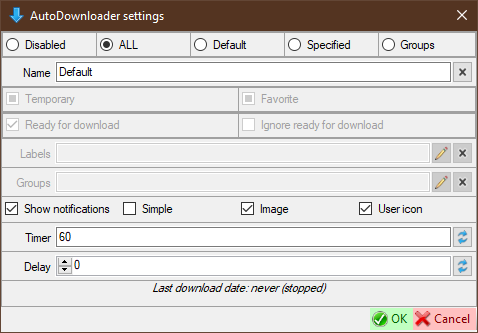 AutoDownloader settings
Disabled ALL Default Specified Groups
Name Default
Temporary Favorite
Ready for download Ignore ready for download
Labels
Groups
Show notifications Simple Image User icon
Timer 60
Delay 0
Last download date: never (stopped)
OK Cancel